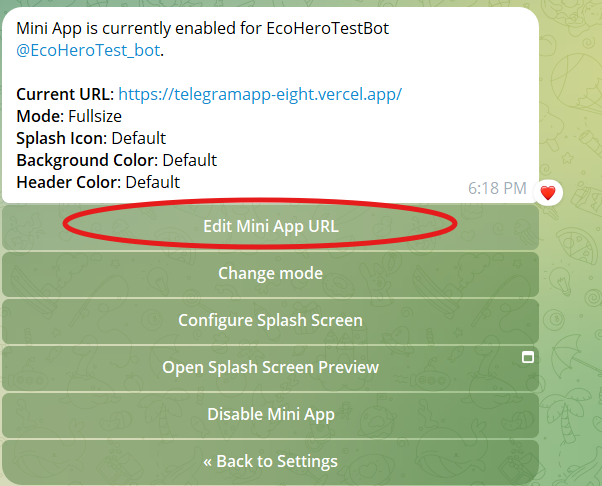 Mini App is currently enabled for EcoHeroTestBot
@EcoHeroTest_bot.
Current URL: https://telegramapp-eight.vercel.app/
Mode: Fullsize
Splash Icon: Default
Background Color: Default
Header Color: Default
6:18 PM
Edit Mini App URL
Change mode
Configure Splash Screen
Open Splash Screen Preview
Disable Mini App
« Back to Settings